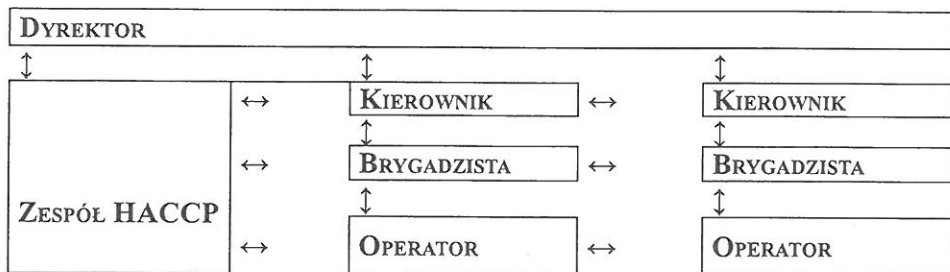 DYREKTOR
↕ ↕ ↕
↔ KIEROWNIK ↔ KIEROWNIK
↕ ↕
↔ BRYGADZISTA ↔ BRYGADZISTA
↕ ↕
ZESPÓŁ HACCP
↔ OPERATOR ↔ OPERATOR